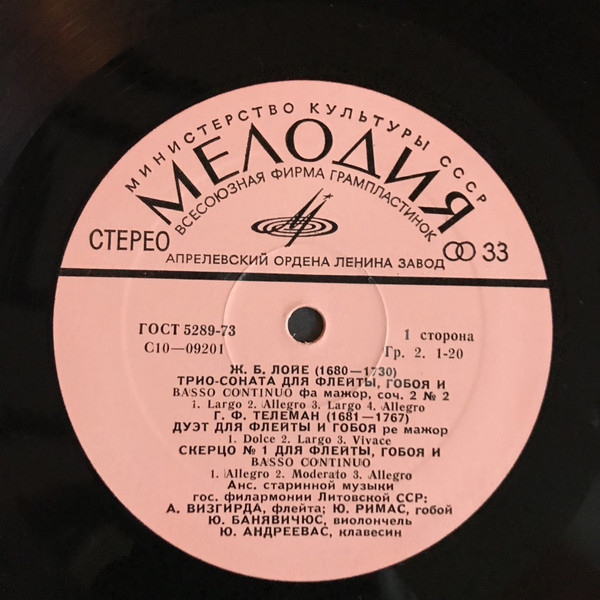 МИНИСТЕРСТВО КУЛЬТУРЫ СССР
МЕЛОДИЯ
ВСЕСОЮЗНАЯ ФИРМА ГРАМПЛАСТИНОК
СТЕРЕО
33
АПРЕЛЕВСКИЙ ОРДЕНА ЛЕНИНА ЗАВОД
ГОСТ 5289-73
1 сторона
С10—09201
Гр. 2. 1-20
Ж. Б. ЛОЙЕ (1680—1730)
ТРИО-СОНАТА ДЛЯ ФЛЕЙТЫ, ГОБОЯ И
BASSO CONTINUO фа мажор, соч. 2 № 2
1. Largo 2. Allegro 3. Largo 4. Allegro
Г. Ф. ТЕЛЕМАН (1681—1767)
ДУЭТ ДЛЯ ФЛЕЙТЫ И ГОБОЯ ре мажор
1. Dolce 2. Largo 3. Vivace
СКЕРЦО № 1 ДЛЯ ФЛЕЙТЫ, ГОБОЯ И
BASSO CONTINUO
1. Allegro 2. Moderato 3. Allegro
Анс. старинной музыки
гос. филармонии Литовской ССР:
А. ВИЗГИРДА, флейта; Ю. РИМАС, гобой
Ю. БАНЯВИЧЮС, виолончель
Ю. АНДРЕЕВАС, клавесин